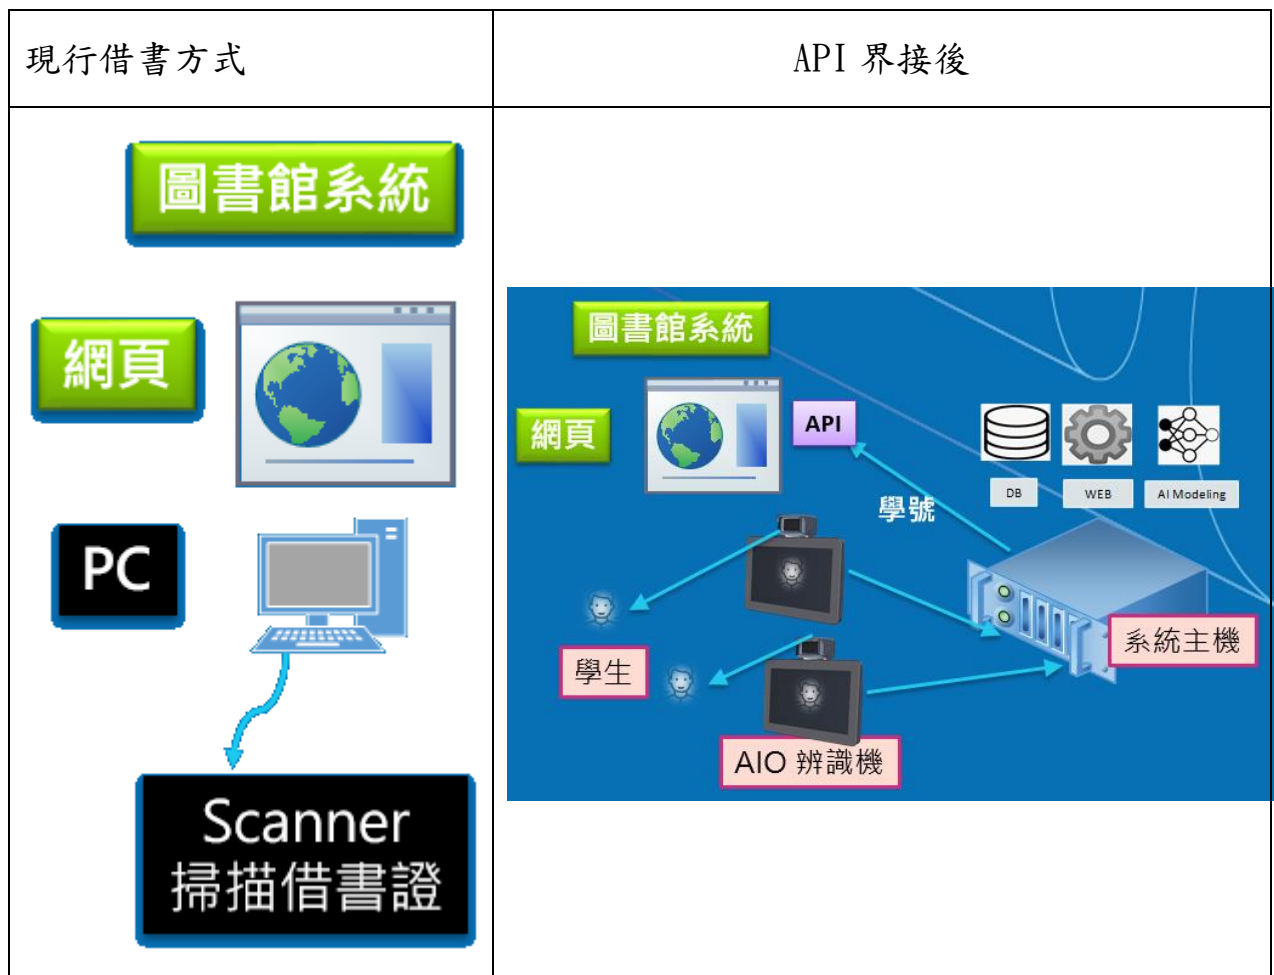 現行借書方式
API 界接後
圖書館系統
網頁
PC
Scanner
掃描借書證
圖書館系統
網頁
API
學號
DB
WEB
AI Modeling
系統主機
學生
AIO 辨識機